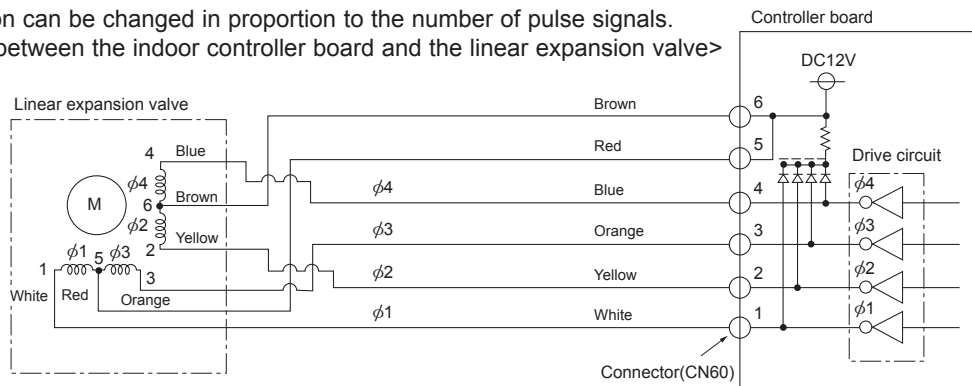 on can be changed in proportion to the number of pulse signals.
between the indoor controller board and the linear expansion valve>
Controller board
DC12V
Linear expansion valve
Brown
6
Red
5
Drive circuit
4
Blue
ϕ4
Brown
M
6
ϕ2
Yellow
2
ϕ4
Blue
4
ϕ4
ϕ3
Orange
3
ϕ3
1
ϕ1
5
ϕ3
3
White
Red
Orange
ϕ2
Yellow
2
ϕ2
ϕ1
White
1
ϕ1
Connector(CN60)